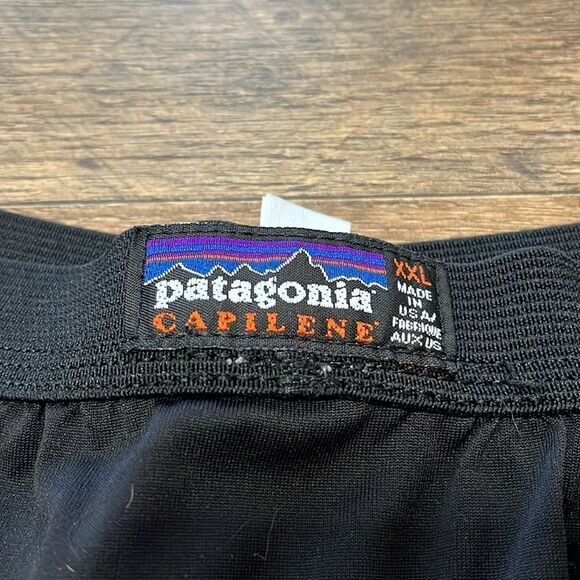 patagonia®
CAPILENE®
XXL
MADE
IN
USA/
FABRIQUE
AUX US